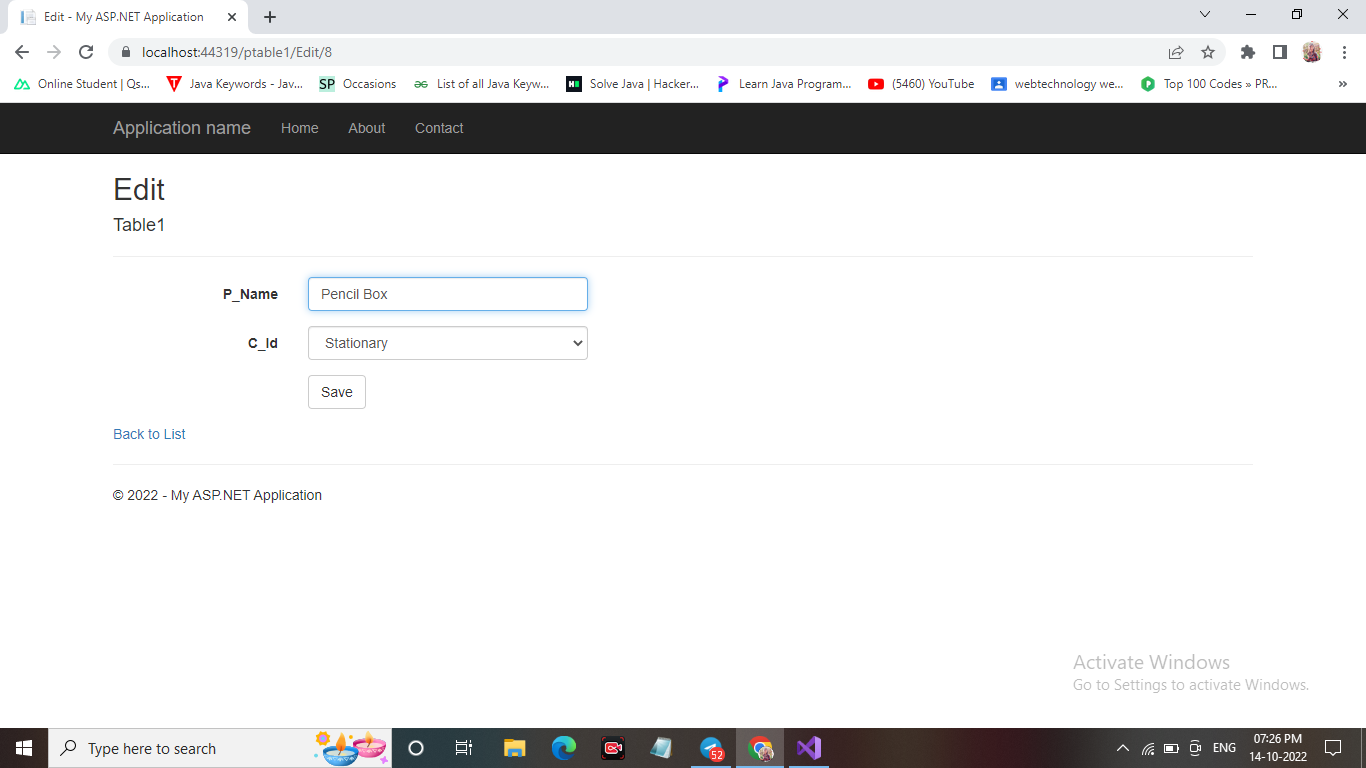 Edit - My ASP.NET Application
localhost:44319/ptable1/Edit/8
Online Student | Qs...
Java Keywords - Jav...
SP Occasions
List of all Java Keyw...
Solve Java | Hacker...
Learn Java Program...
(5460) YouTube
webtechnology we...
Top 100 Codes » PR...
Application name Home About Contact
Edit
Table1
P_Name Pencil Box
C_Id Stationary
Save
Back to List
© 2022 - My ASP.NET Application
Activate Windows
Go to Settings to activate Windows.
Type here to search
52
ENG
07:26 PM
14-10-2022